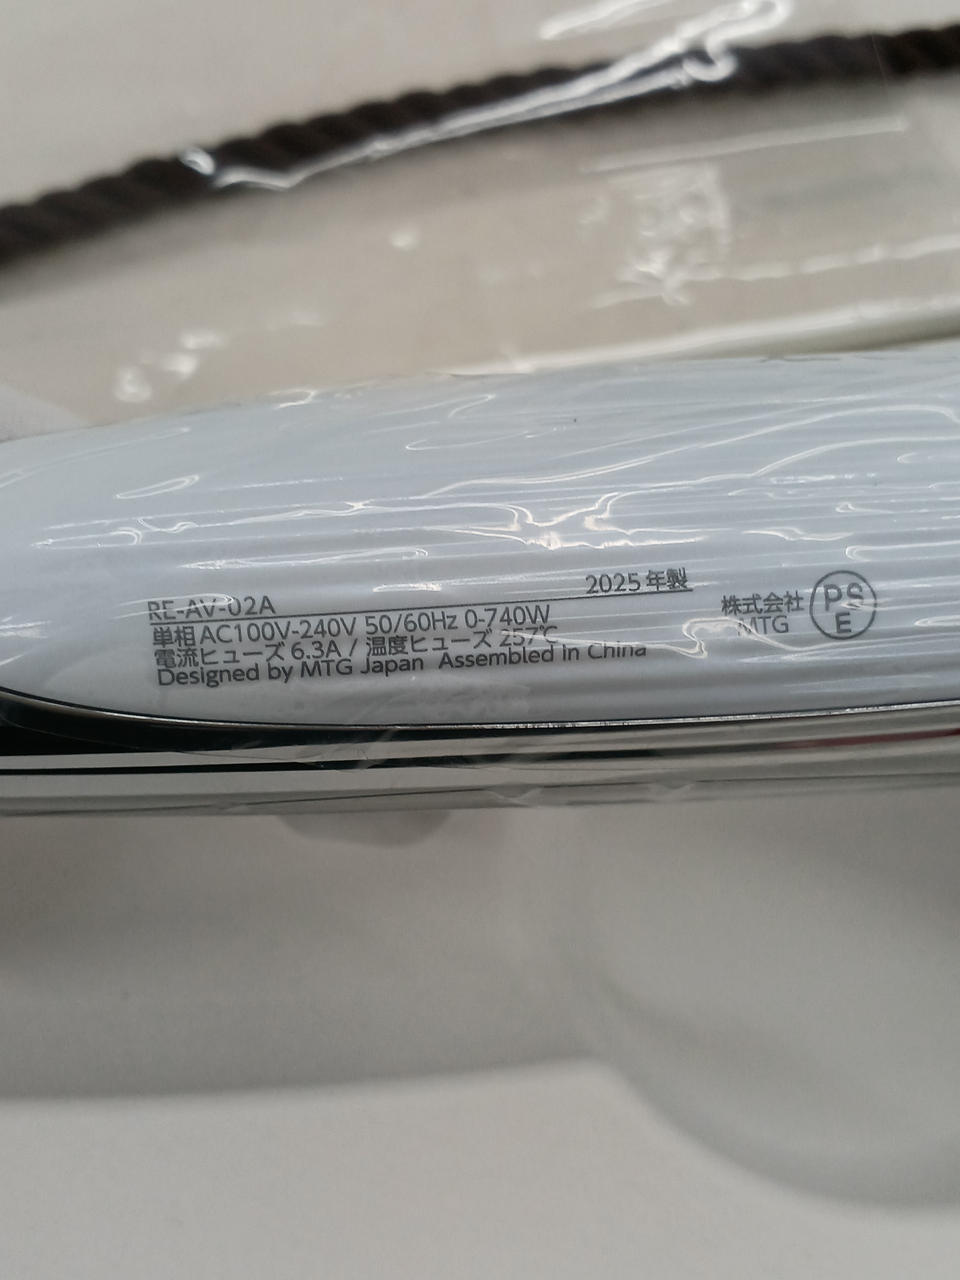 RE-AV-02A
2025年製
単相 AC100V-240V 50/60Hz 0-740W
電流ヒューズ 6.3A / 温度ヒューズ 257℃
Designed by MTG Japan Assembled in China
株式会社
MTG
PS
E